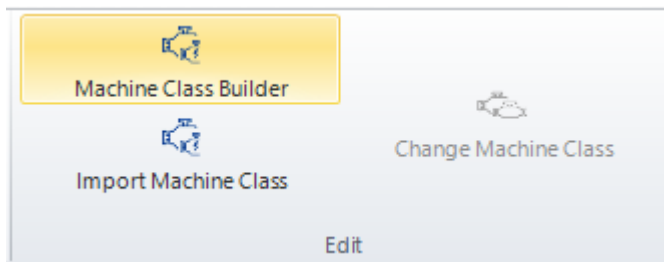 Machine Class Builder
Import Machine Class
Change Machine Class
Edit